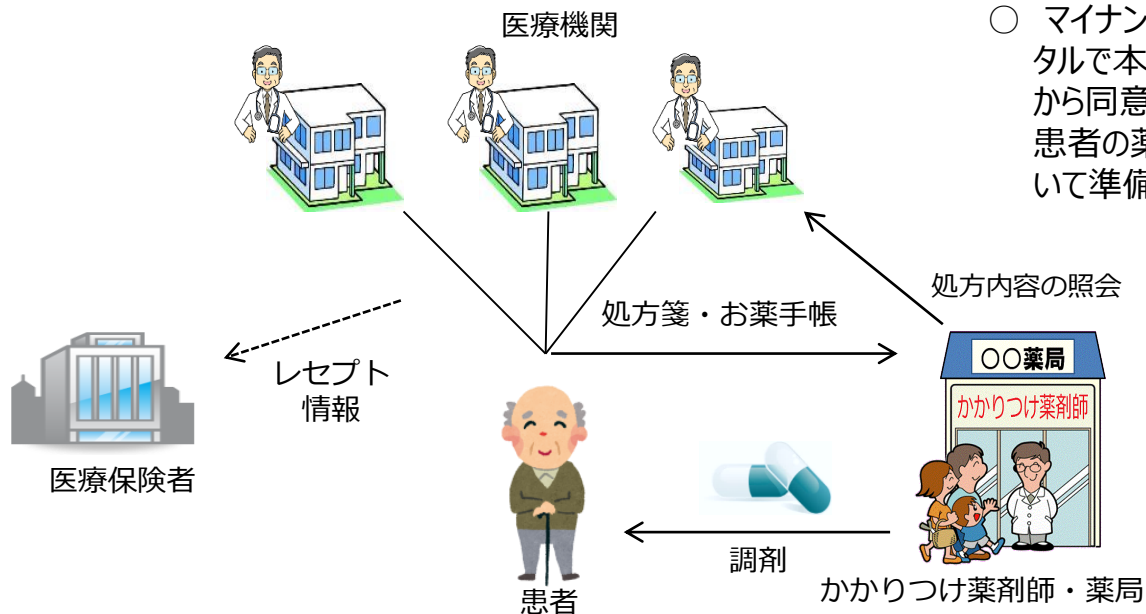 医療機関
○ マイナン
タルで本
から同意
患者の薬
いて準備
処方内容の照会
処方箋・お薬手帳
〇〇薬局
かかりつけ薬剤師
レセプト
情報
医療保険者
調剤
患者
かかりつけ薬剤師・薬局